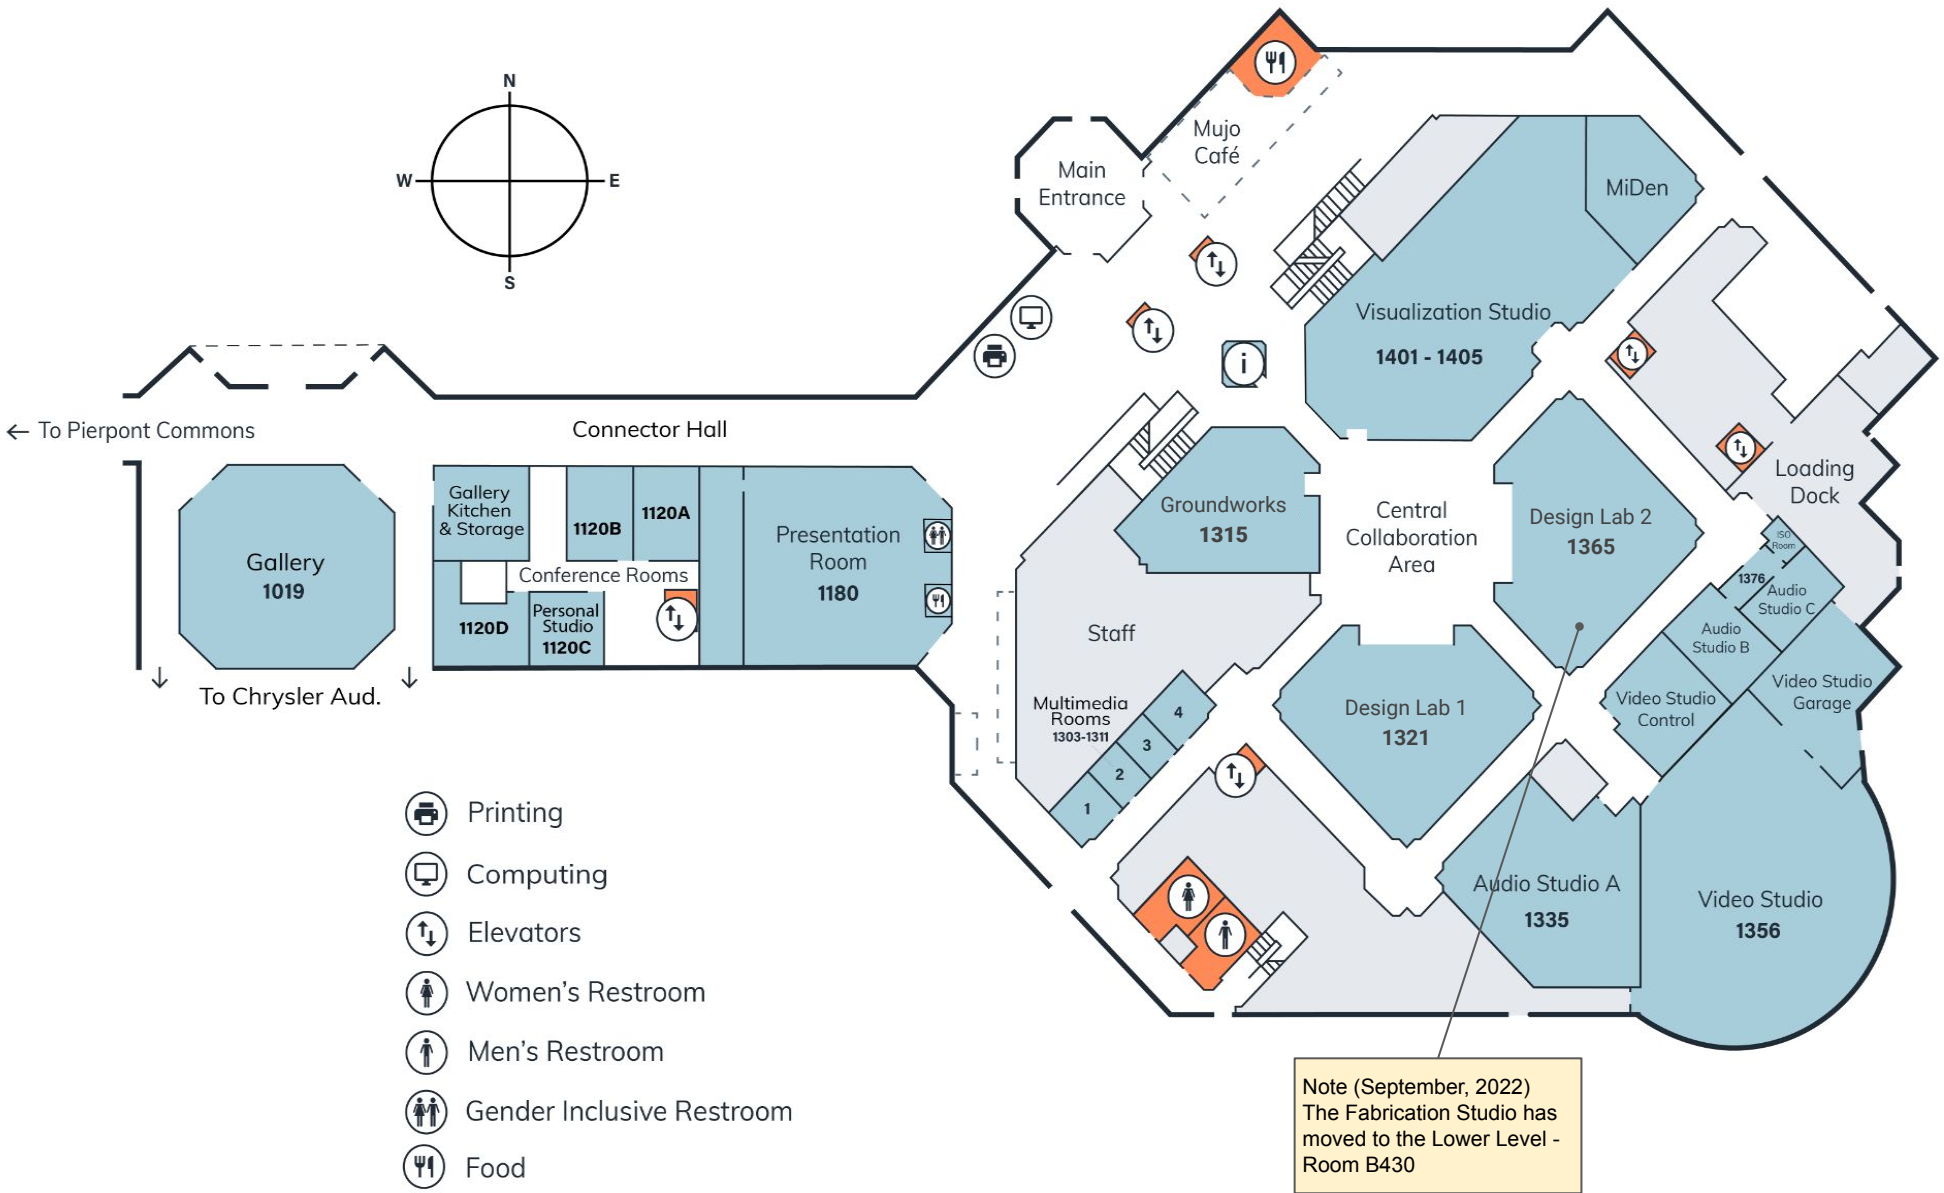 N
W
E
S
Main
Entrance
Mujo
Café
MiDen
Visualization Studio
1401 - 1405
i
← To Pierpont Commons
Connector Hall
Gallery
1019
Gallery
Kitchen
& Storage
1120B
1120A
Conference Rooms
1120D
Personal
Studio
1120C
Presentation
Room
1180
To Chrysler Aud.
Groundworks
1315
Central
Collaboration
Area
Design Lab 2
1365
Loading
Dock
ISO
Room
1376
Audio
Studio C
Audio
Studio B
Video Studio
Control
Video Studio
Garage
Staff
Multimedia
Rooms
1303-1311
4
3
2
1
Design Lab 1
1321
Audio Studio A
1335
Video Studio
1356
Printing
Computing
Elevators
Women's Restroom
Men's Restroom
Gender Inclusive Restroom
Food
Note (September, 2022)
The Fabrication Studio has
moved to the Lower Level -
Room B430